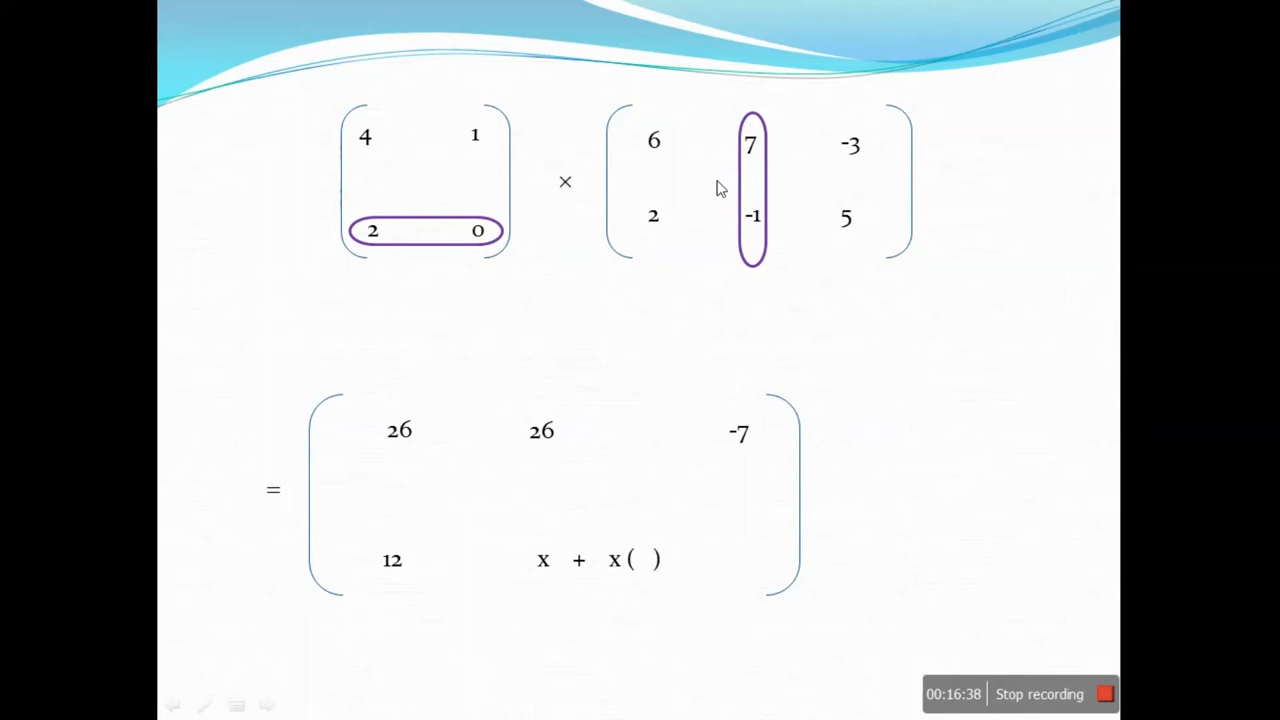 4 1 6 7 -3
×
2 0 2 -1 5
26 26 -7
=
12 x + x ( )
00:16:38 Stop recording